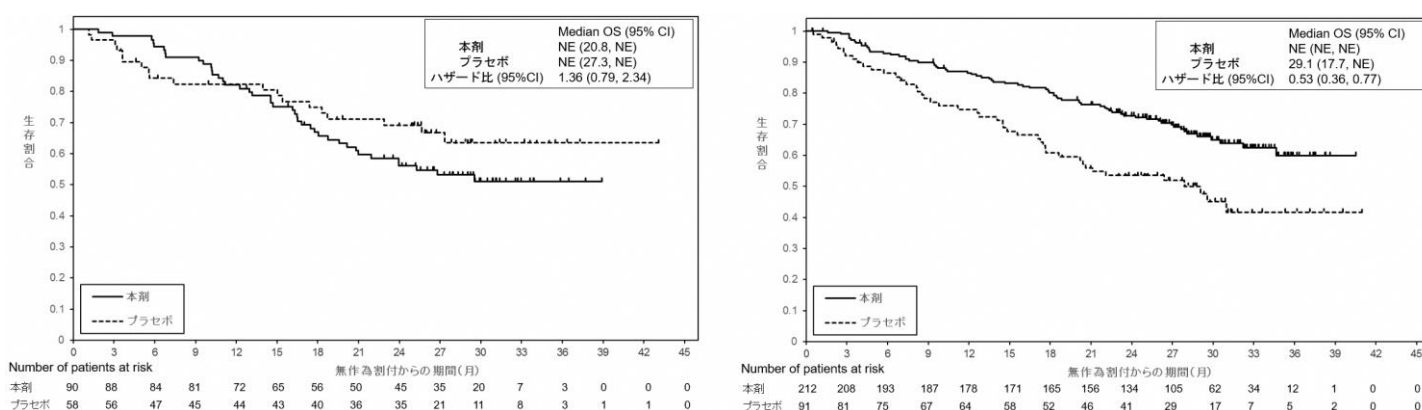 Median OS (95% CI)
本剤 NE (20.8, NE)
プラセボ NE (27.3, NE)
ハザード比 (95%CI) 1.36 (0.79, 2.34)
1
0.9
0.8
0.7
0.6
0.5
0.4
0.3
0.2
0.1
0
生存割合
本剤
プラセボ
0 3 6 9 12 15 18 21 24 27 30 33 36 39 42 45
Number of patients at risk
無作為割付からの期間(月)
本剤 90 88 84 81 72 65 56 50 45 35 20 7 3 0 0 0
プラセボ 58 56 47 45 44 43 40 36 35 21 11 8 3 1 1 0
Median OS (95% CI)
本剤 NE (NE, NE)
プラセボ 29.1 (17.7, NE)
ハザード比 (95%CI) 0.53 (0.36, 0.77)
1
0.9
0.8
0.7
0.6
0.5
0.4
0.3
0.2
0.1
0
生存割合
本剤
プラセボ
0 3 6 9 12 15 18 21 24 27 30 33 36 39 42 45
Number of patients at risk
無作為割付からの期間(月)
本剤 212 208 193 187 178 171 165 156 134 105 62 34 12 1 0 0
プラセボ 91 81 75 67 64 58 52 46 41 29 17 7 5 2 0 0